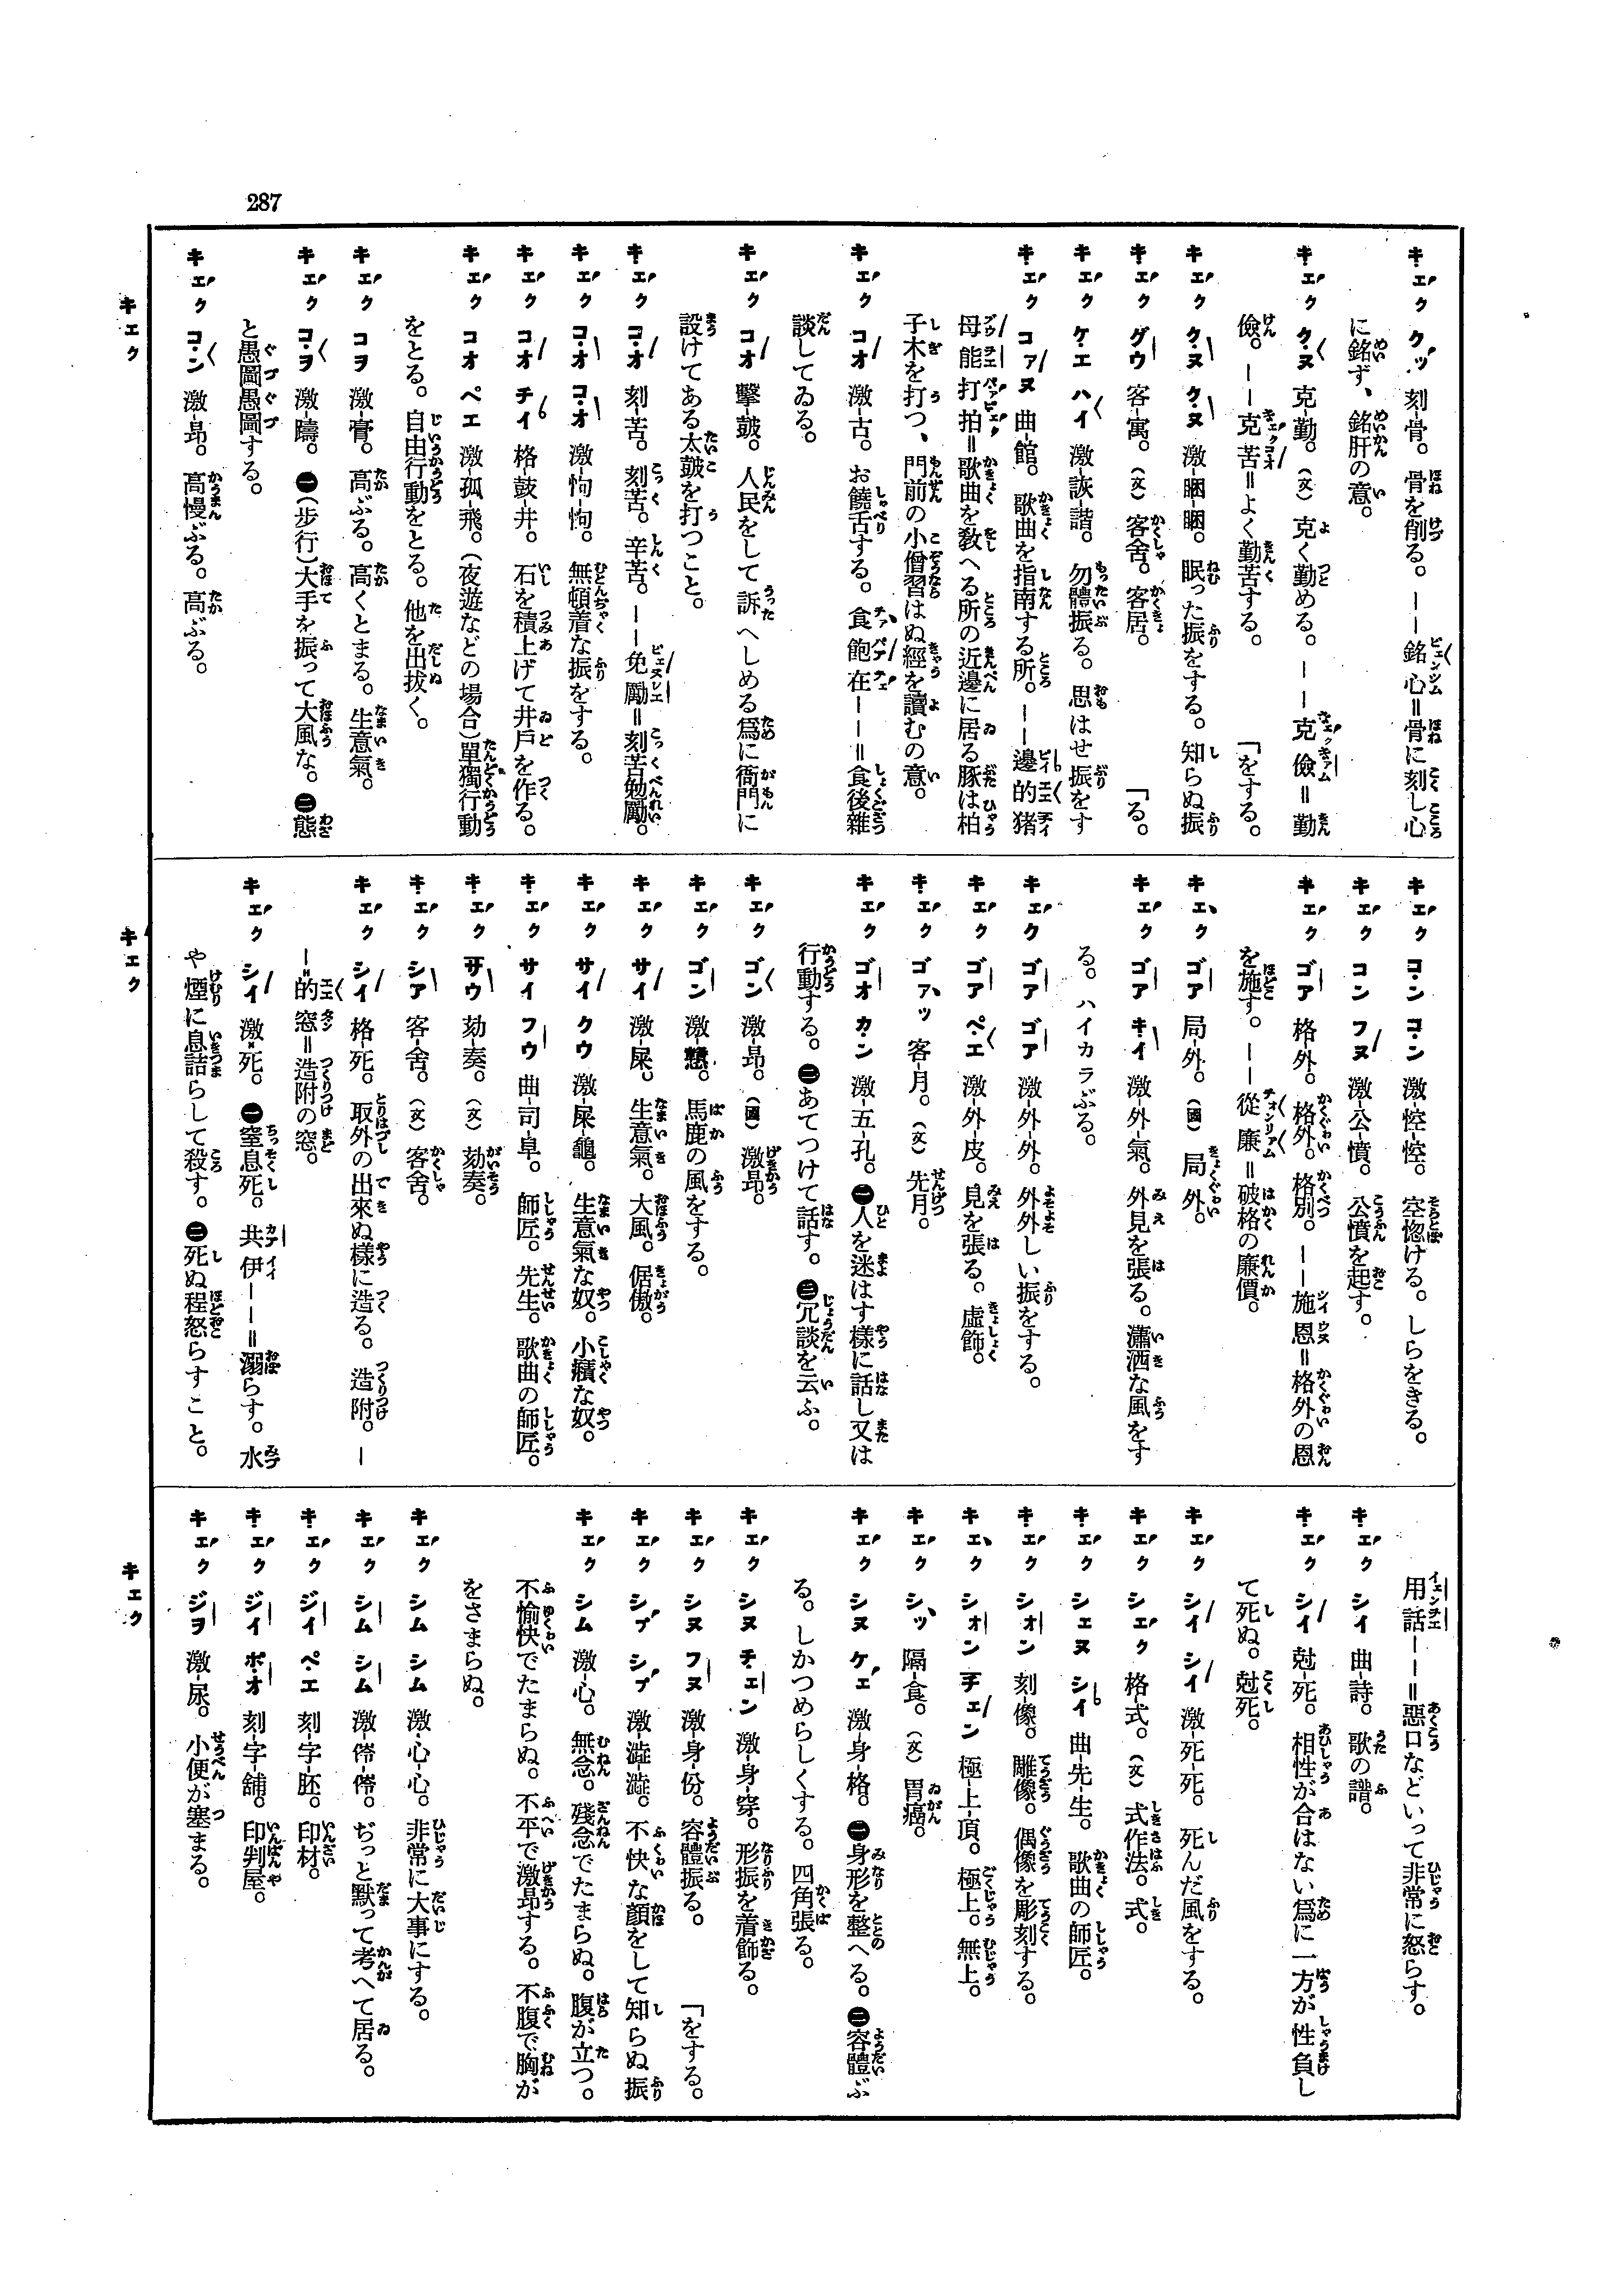 287
キエク クッ 刻-骨。骨を削る。——銘心＝骨に刻し心
に銘ず、銘肝の意。
キエク クヌ 克-勤。(文) 克く勤める。——克儉＝勤
儉。——克苦＝よく勤苦する。 「をする。
キエク クヌ クヌ 激-睏-睏。眠った振をする。知らぬ振
キエク グウ 客-寓。(文) 客舍。客居。 「る。
キエク ケエ ハイ 激-詼-諧。勿體振る。思はせ振をす
キエク コァヌ 曲-館。歌曲を指南する所。——邊的猪
母能打拍＝歌曲を敎へる所の近邊に居る豚は柏
子木を打つ、門前の小僧習はぬ經を讀むの意。
キエク コオ 激-古。お饒舌する。食飽在——＝食後雜
談してゐる。
キエク コオ 擊-皷。人民をして訴へしめる爲に衙門に
設けてある太皷を打つこと。
キエク コオ 刻-苦。刻苦。辛苦。——免勵＝刻苦勉勵。
キエク コオ コオ 激-怐-怐。無頓着な振をする。
キエク コオ チイ 格-皷-井。石を積上げて井戶を作る。
キエク コオ ペエ 激-孤-飛。(夜遊などの場合)單獨行動
をとる。自由行動をとる。他を出拔く。
キエク コヲ 激-膏。高ぶる。高くとまる。生意氣。
キエク コヲ 激-𨅔。㊀(步行)大手を振って大風な。㊁態
と愚圖愚圖する。
キエク コン 激-昂。高慢ぶる。高ぶる。
キエク
キエク コン コン 激-悾-悾。空惚ける。しらをきる。
キエク コン フヌ 激-公-憤。公憤を起す。
キエク ゴア 格-外。格外。格別。——施恩＝格外の恩
を施す。——從廉＝破格の廉價。
キエク ゴア 局-外。(國) 局外。
キエク ゴア キイ 激-外-氣。外見を張る。瀟洒な風をす
る。ハイカラぶる。
キエク ゴア ゴア 激-外-外。外外しい振をする。
キエク ゴア ペエ 激-外-皮。見を張る。虛飾。
キエク ゴァッ 客-月。(文) 先月。
キエク ゴオ カン 激-五-孔。㊀人を迷はす樣に話し又は
行動する。㊁あてつけて話す。㊂冗談を云ふ。
キエク ゴン 激-昂。(國) 激昂。
キエク ゴン 激-戇。馬鹿の風をする。
キエク サイ 激-屎。生意氣。大風。倨傲。
キエク サイ クウ 激-屎-龜。生意氣な奴。小癪な奴。
キエク サイ フウ 曲-司-阜。師匠。先生。歌曲の師匠。
キエク サウ 劾-奏。(文) 劾奏。
キエク シア 客-舍。(文) 客舍。
キエク シイ 格-死。取外の出來ぬ樣に造る。造附。—
—的窓＝造附の窓。
キエク シイ 激-死。㊀窒息死。共伊——＝溺らす。水
や煙に息詰らして殺す。㊁死ぬ程怒らすこと。
キエク
用話——＝惡口などいって非常に怒らす。
キエク シイ 曲-詩。歌の譜。
キエク シイ 尅-死。相性が合はない爲に一方が性負し
て死ぬ。尅死。
キエク シイ シイ 激-死-死。死んだ風をする。
キエク シエク 格-式。(文) 式作法。式。
キエク シェヌ シイ 曲-先-生。歌曲の師匠。
キエク シォン 刻-像。雕像。偶像を彫刻する。
キエク シォン チェン 極-上-頂。極上。無上。
キエク シッ 隔-食。(文) 胃癌。
キエク シヌ ケエ 激-身-格。㊀身形を整へる。㊁容體ぶ
る。しかつめらしくする。四角張る。
キエク シヌ チェン 激-身-穿。形振を着飾る。
キエク シヌ フヌ 激-身-份。容體振る。 「をする。
キエク シプ シプ 激-澁-澁。不快な顏をして知らぬ振
キエク シム 激-心。無念。殘念でたまらぬ。腹が立つ。
不愉快でたまらぬ。不平で激昂する。不腹で胸が
をさまらぬ。
キエク シム シム 激-心-心。非常に大事にする。
キエク シム シム 激-㥍-㥍。ぢっと默って考へて居る。
キエク ジイ ペエ 刻-字-胚。印材。
キエク ジイ ポオ 刻-字-舖。印判屋。
キエク ジヲ 激-尿。小便が塞まる。
キエク